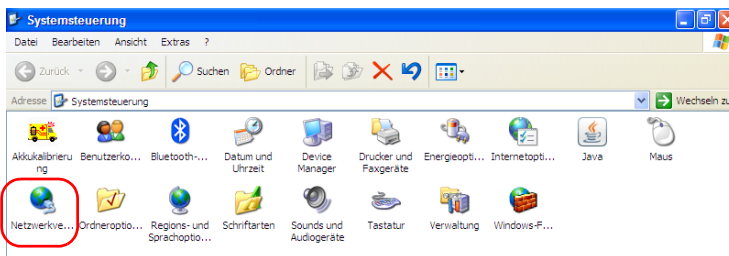 Systemsteuerung
Datei Bearbeiten Ansicht Extras ?
Zurück Suchen Ordner
Adresse Systemsteuerung Wechseln zu
Akkukalibrieru Benutzerko... Bluetooth-... Datum und Device Drucker und Energieopti... Internetopti... Java Maus
ng Uhrzeit Manager Faxgeräte
Netzwerkve... Ordneroptio... Regions- und Schriftarten Sounds und Tastatur Verwaltung Windows-F...
Sprachoptio... Audiogeräte